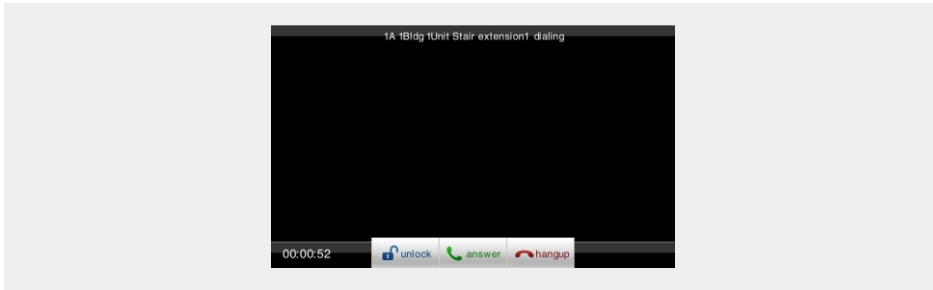 1A 1Bldg 1Unit Stair extension1 dialing
00:00:52 unlock answer hangup